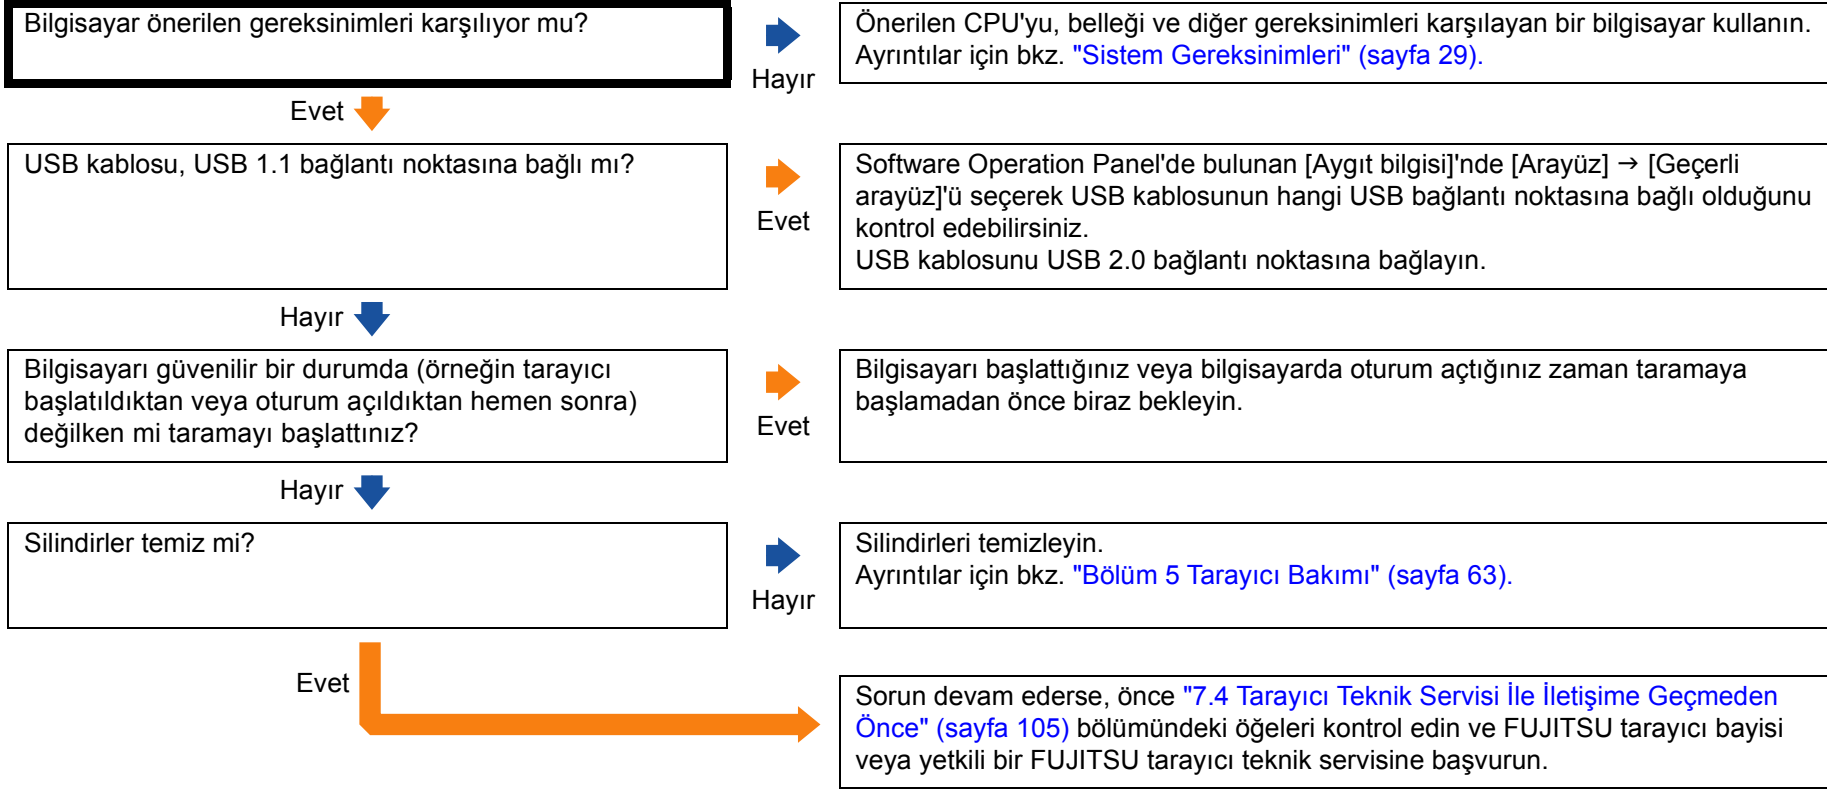 Bilgisayar önerilen gereksinimleri karşılıyor mu?
Hayır
Önerilen CPU'yu, belleği ve diğer gereksinimleri karşılayan bir bilgisayar kullanın.
Ayrıntılar için bkz. "Sistem Gereksinimleri" (sayfa 29).
Evet
USB kablosu, USB 1.1 bağlantı noktasına bağlı mı?
Evet
Software Operation Panel'de bulunan [Aygıt bilgisi]'nde [Arayüz] → [Geçerli
arayüz]'ü seçerek USB kablosunun hangi USB bağlantı noktasına bağlı olduğunu
kontrol edebilirsiniz.
USB kablosunu USB 2.0 bağlantı noktasına bağlayın.
Hayır
Bilgisayarı güvenilir bir durumda (örneğin tarayıcı
başlatıldıktan veya oturum açıldıktan hemen sonra)
değilken mi taramayı başlattınız?
Evet
Bilgisayarı başlattığınız veya bilgisayarda oturum açtığınız zaman taramaya
başlamadan önce biraz bekleyin.
Hayır
Silindirler temiz mi?
Hayır
Silindirleri temizleyin.
Ayrıntılar için bkz. "Bölüm 5 Tarayıcı Bakımı" (sayfa 63).
Evet
Sorun devam ederse, önce "7.4 Tarayıcı Teknik Servisi İle İletişime Geçmeden
Önce" (sayfa 105) bölümündeki öğeleri kontrol edin ve FUJITSU tarayıcı bayisi
veya yetkili bir FUJITSU tarayıcı teknik servisine başvurun.